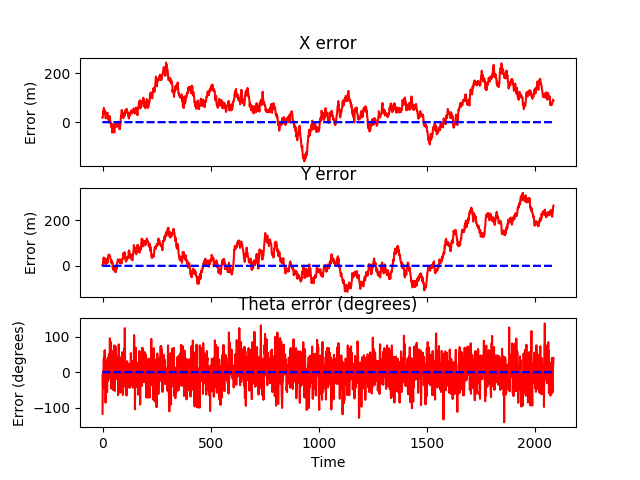 X error
Error (m)
200
0
Y error
Error (m)
200
0
Theta error (degrees)
Error (degrees)
100
0
−100
0
500
1000
1500
2000
Time